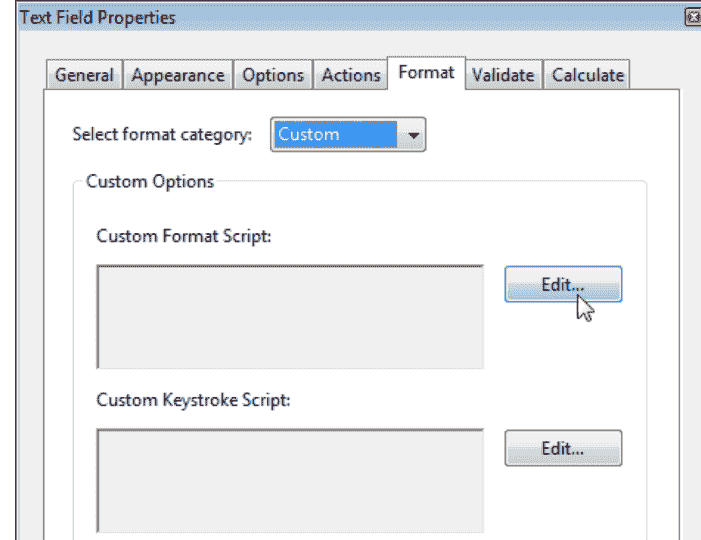 Text Field Properties
General Appearance Options Actions Format Validate Calculate
Select format category: Custom
Custom Options
Custom Format Script:
Edit...
Custom Keystroke Script:
Edit...